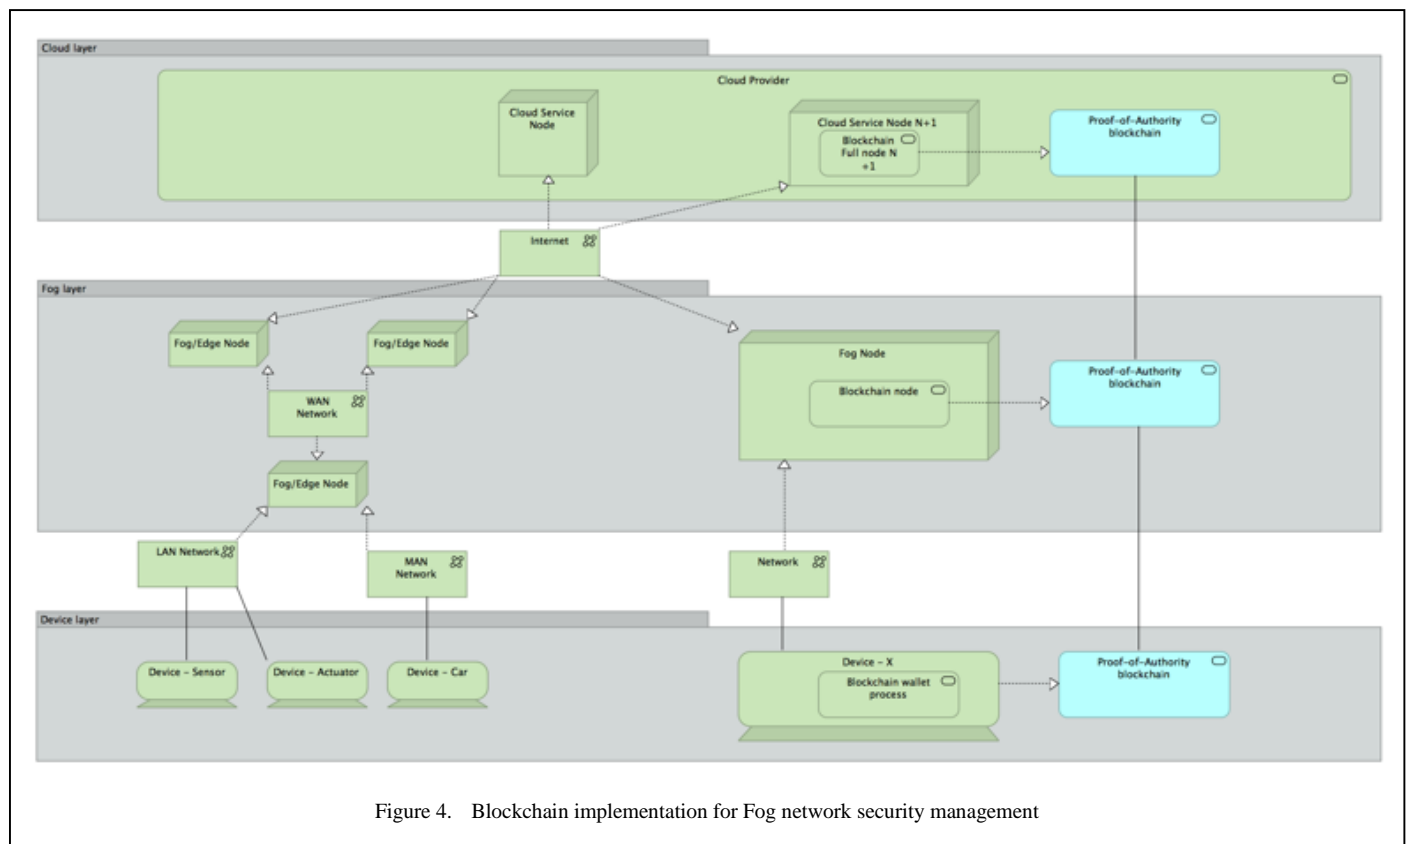 Cloud layer
Cloud Provider
Cloud Service
Node
Cloud Service Node N+1
Blockchain
Full node N
+1
Proof-of-Authority
blockchain
Internet
Fog layer
Fog/Edge Node
Fog/Edge Node
Fog Node
Blockchain node
Proof-of-Authority
blockchain
WAN
Network
Fog/Edge Node
LAN Network
MAN
Network
Network
Device layer
Device - Sensor
Device - Actuator
Device - Car
Device - X
Blockchain wallet
process
Proof-of-Authority
blockchain
Figure 4. Blockchain implementation for Fog network security management